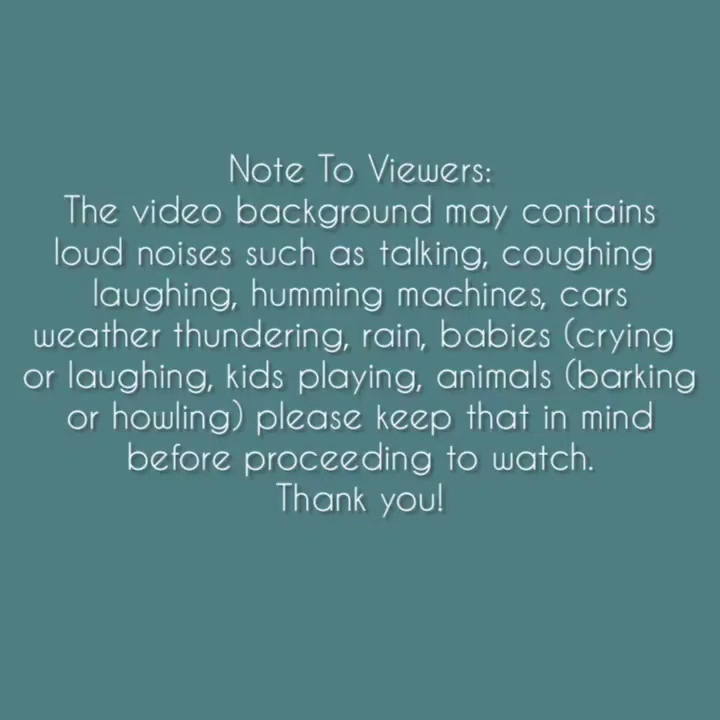 Note To Viewers:
The video background may contains
loud noises such as talking, coughing
laughing, humming machines, cars
weather thundering, rain, babies (crying
or laughing, kids playing, animals (barking
or howling) please keep that in mind
before proceeding to watch.
Thank you!